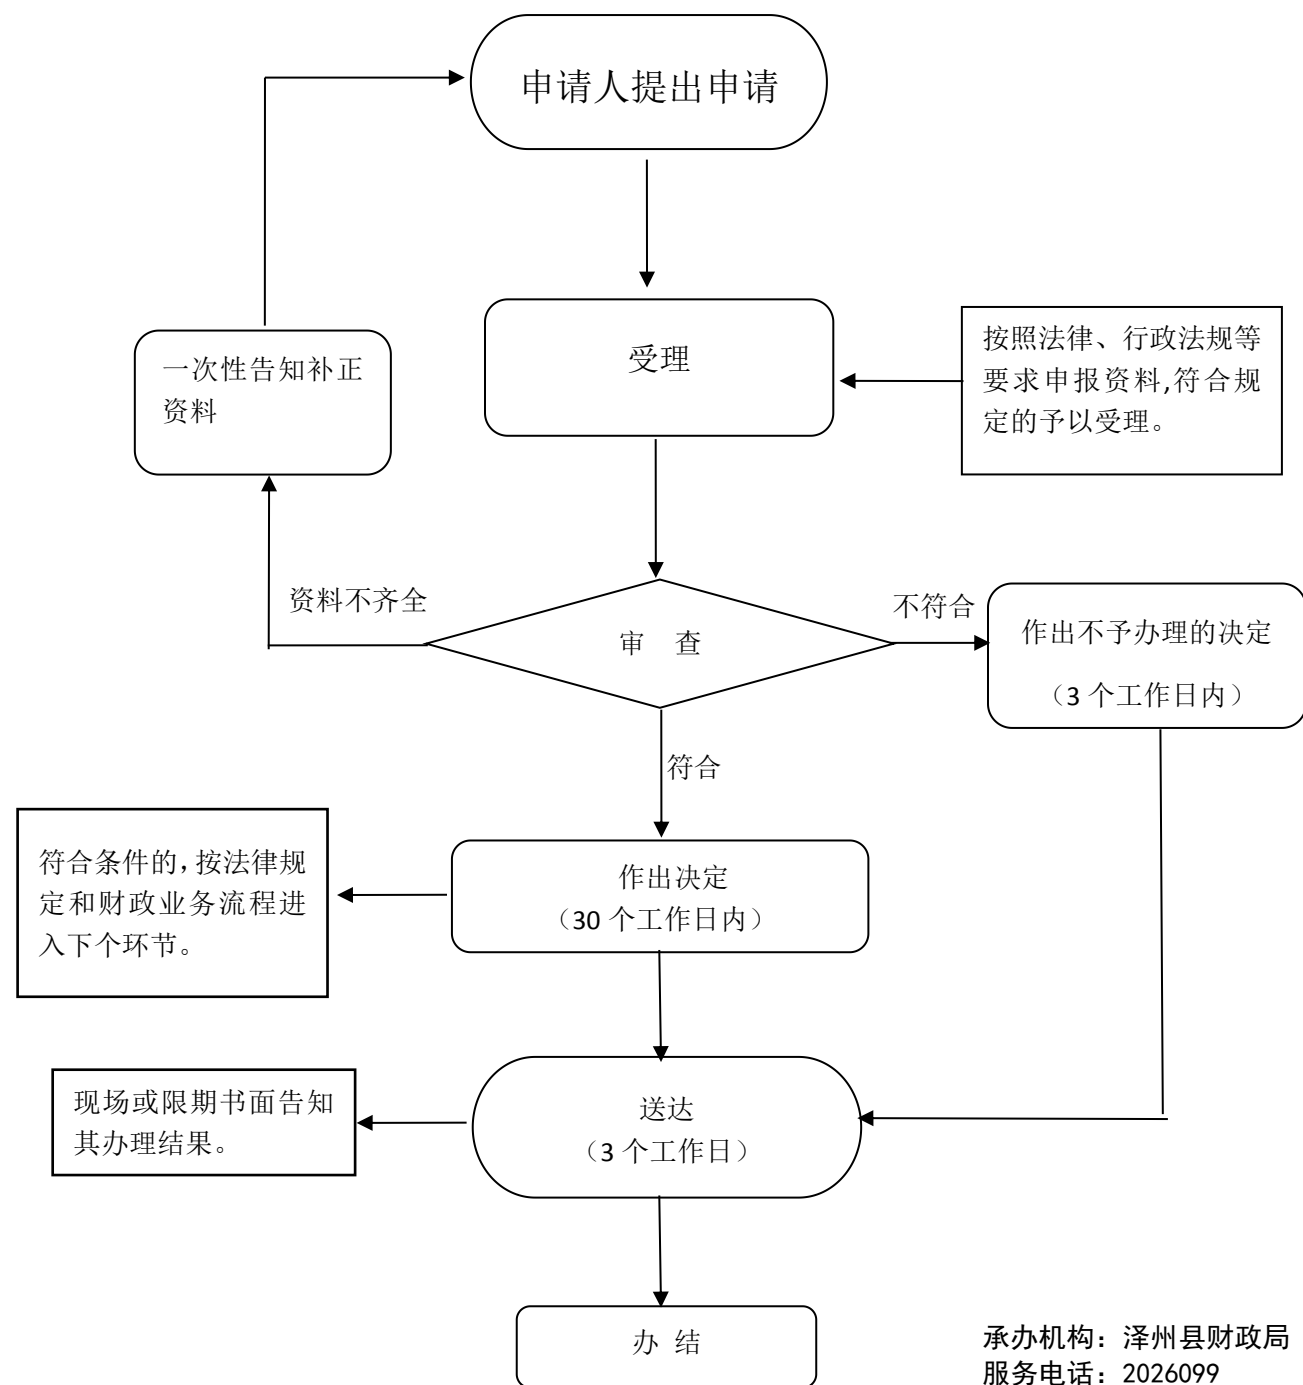 申请人提出申请
受理
按照法律、行政法规等
要求申报资料,符合规
定的予以受理。
一次性告知补正
资料
资料不齐全
审 查
不符合
作出不予办理的决定
（3 个工作日内）
符合
符合条件的，按法律规
定和财政业务流程进
入下个环节。
作出决定
（30 个工作日内）
现场或限期书面告知
其办理结果。
送达
（3 个工作日）
办 结
承办机构：泽州县财政局
服务电话：2026099